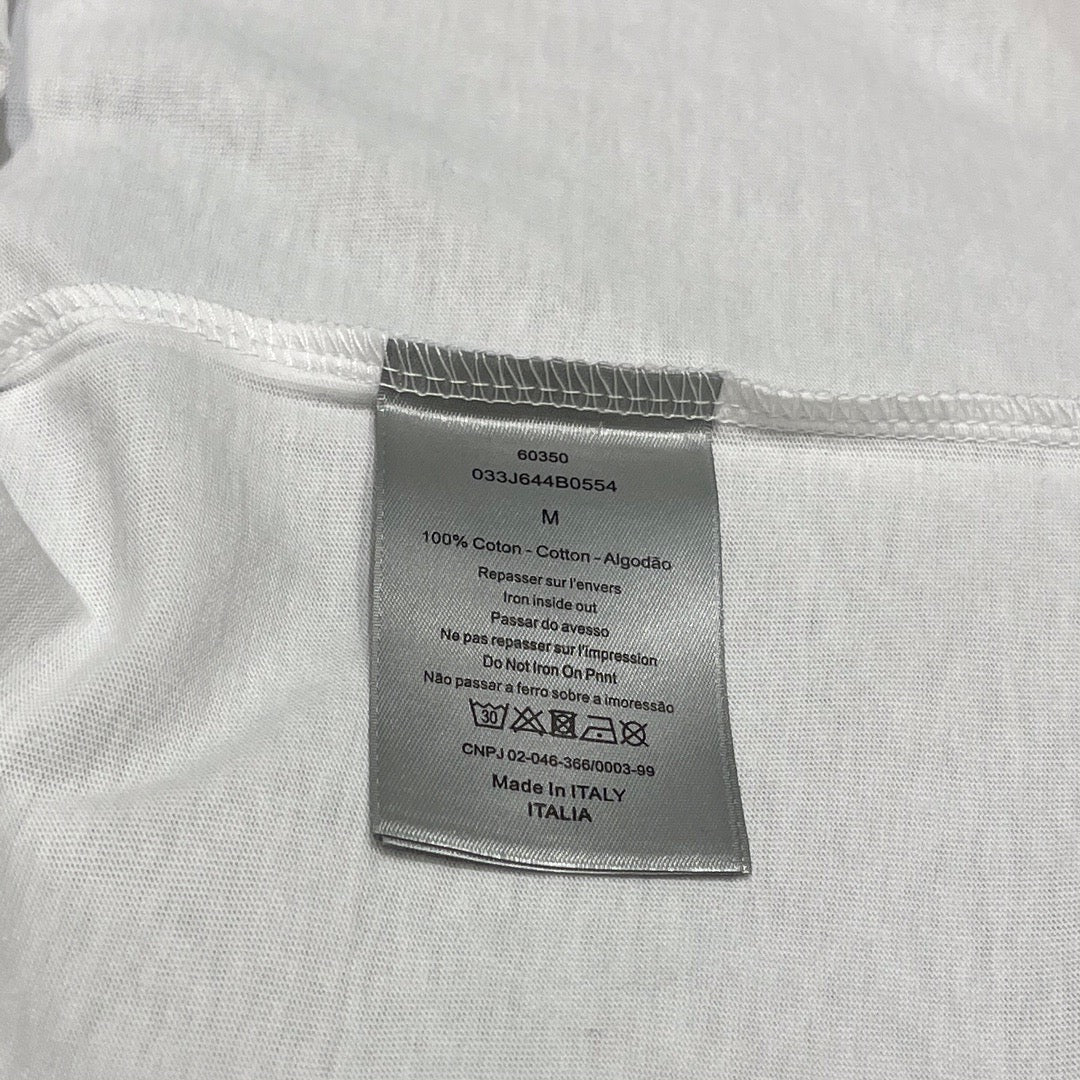 60350
033J644B0554
M
100% Coton - Cotton - Algodão
Repasser sur l'envers
Iron inside out
Passar do avesso
Ne pas repasser sur l'impression
Do Not Iron On Pnnt
Não passar a ferro sobre a imoressão
30
CNPJ 02-046-366/0003-99
Made In ITALY
ITALIA